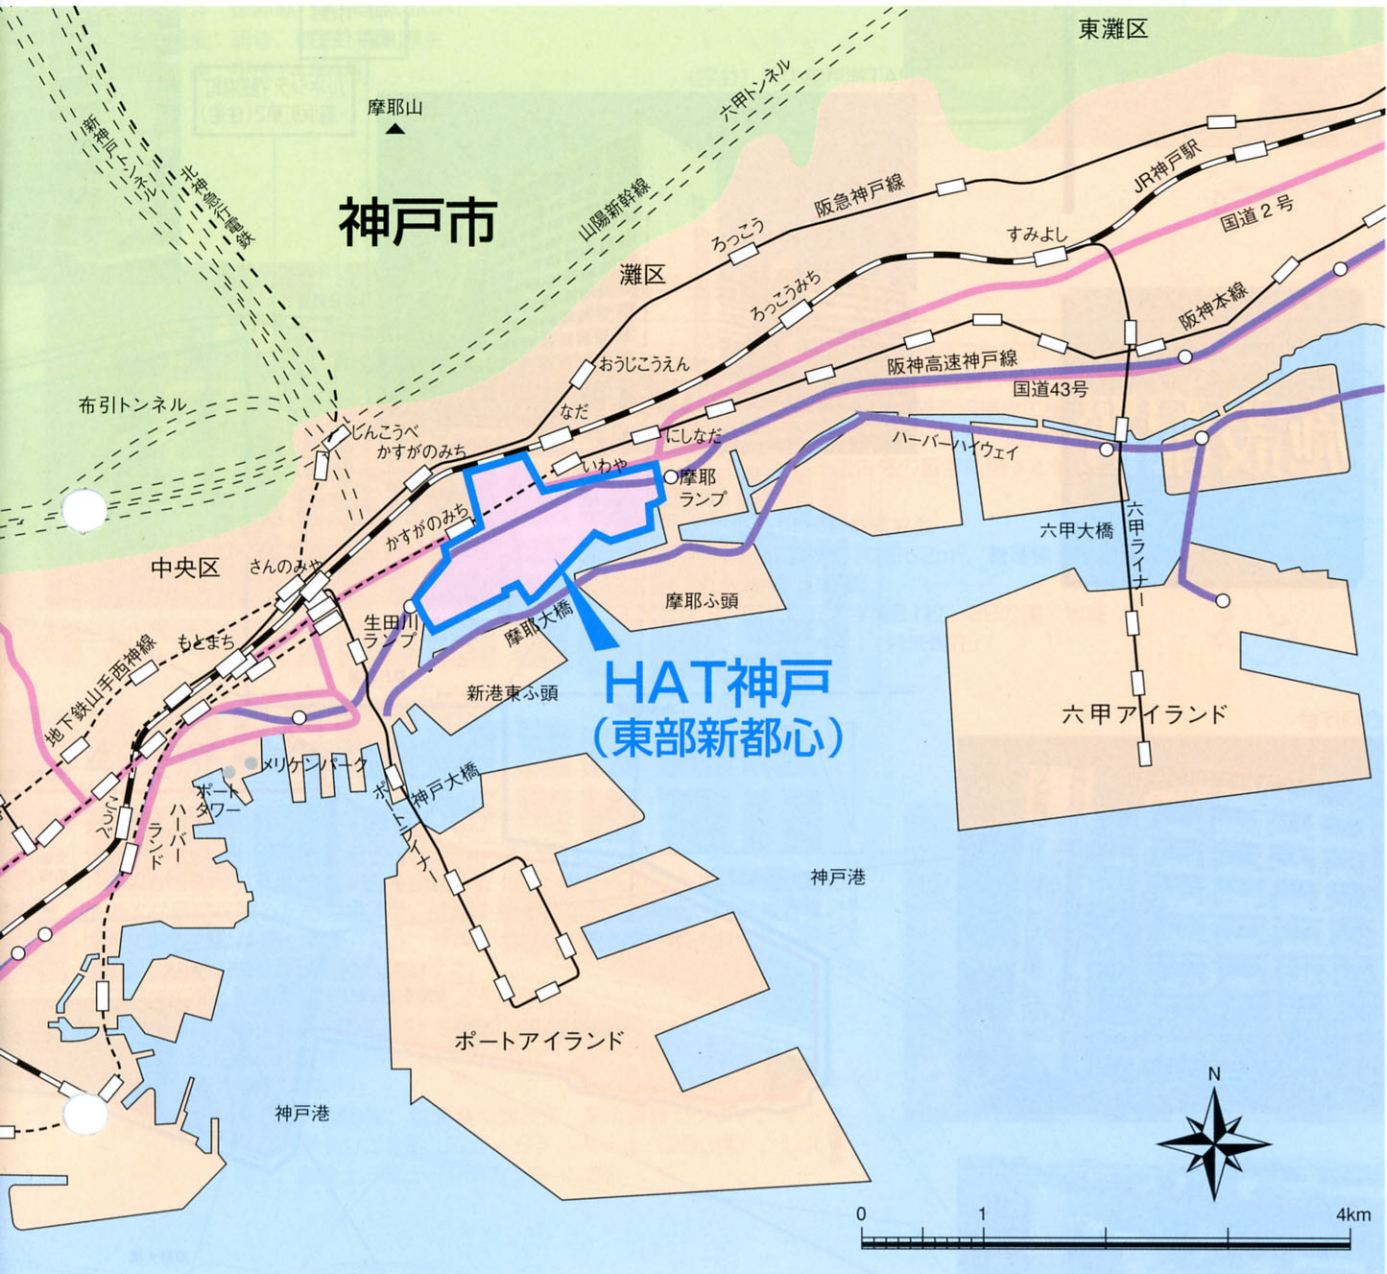 東灘区
六甲トンネル
摩耶山
新神戸トンネル
北神急行電鉄
神戸市
山陽新幹線
阪急神戸線
JR神戸駅
国道2号
ろっこう
すみよし
灘区
ろっこうみち
阪神本線
おうじこうえん
阪神高速神戸線
国道43号
布引トンネル
なだ
じんこうべ
かすがのみち
にしなだ
ハーバーハイウェイ
いわや
摩耶
ランプ
かすがのみち
六甲大橋
六甲ライナー
中央区
さんのみや
生田川
ランプ
摩耶大橋
摩耶ふ頭
もとまち
地下鉄山手西神線
HAT神戸
(東部新都心)
新港東ふ頭
六甲アイランド
メリケンパーク
ポート
タワー
神戸大橋
ポートライナー
こうべ
ハーバー
ランド
神戸港
ポートアイランド
神戸港
N
0 1 4km